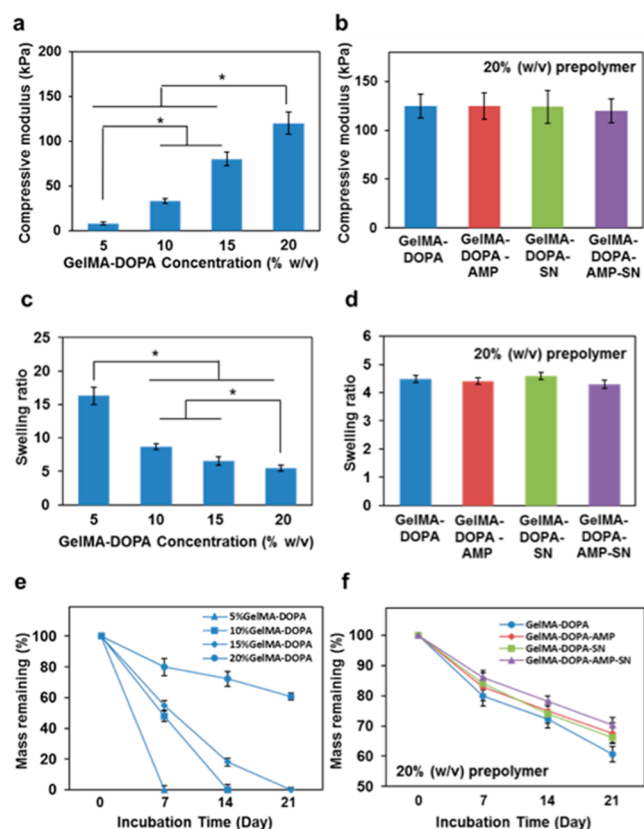 a
Compressive modulus (kPa)
200
150
100
50
0
*
*
5 10 15 20
GelMA-DOPA Concentration (% w/v)
b
Compressive modulus (kPa)
20% (w/v) prepolymer
150
100
50
0
GelMA- GelMA- GelMA- GelMA-
DOPA DOPA - DOPA- DOPA-
AMP SN AMP-SN
c
Swelling ratio
25
20
15
10
5
0
*
*
5 10 15 20
GelMA-DOPA Concentration (% w/v)
d
Swelling ratio
6
5
4
3
2
1
0
20% (w/v) prepolymer
GelMA- GelMA- GelMA- GelMA-
DOPA DOPA - DOPA- DOPA-
AMP SN AMP-SN
e
Mass remaining (%)
100
80
60
40
20
0
5%GelMA-DOPA
10%GelMA-DOPA
15%GelMA-DOPA
20%GelMA-DOPA
0 7 14 21
Incubation Time (Day)
f
Mass remaining (%)
100
90
80
70
60
50
GelMA-DOPA
GelMA-DOPA-AMP
GelMA-DOPA-SN
GelMA-DOPA-AMP-SN
20% (w/v) prepolymer
0 7 14 21
Incubation Time (Day)